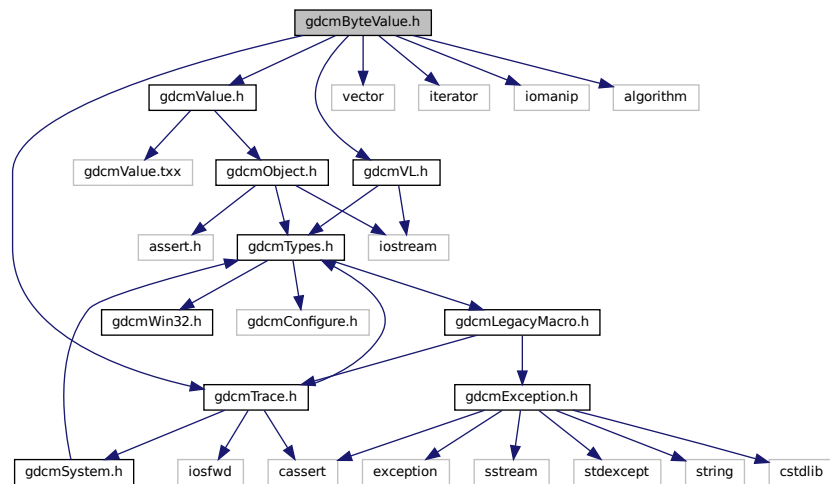 gdcmByteValue.h
gdcmValue.h
vector
iterator
iomanip
algorithm
gdcmValue.txx
gdcmObject.h
gdcmVL.h
assert.h
gdcmTypes.h
iostream
gdcmWin32.h
gdcmConfigure.h
gdcmLegacyMacro.h
gdcmTrace.h
gdcmException.h
gdcmSystem.h
iosfwd
cassert
exception
sstream
stdexcept
string
cstdlib